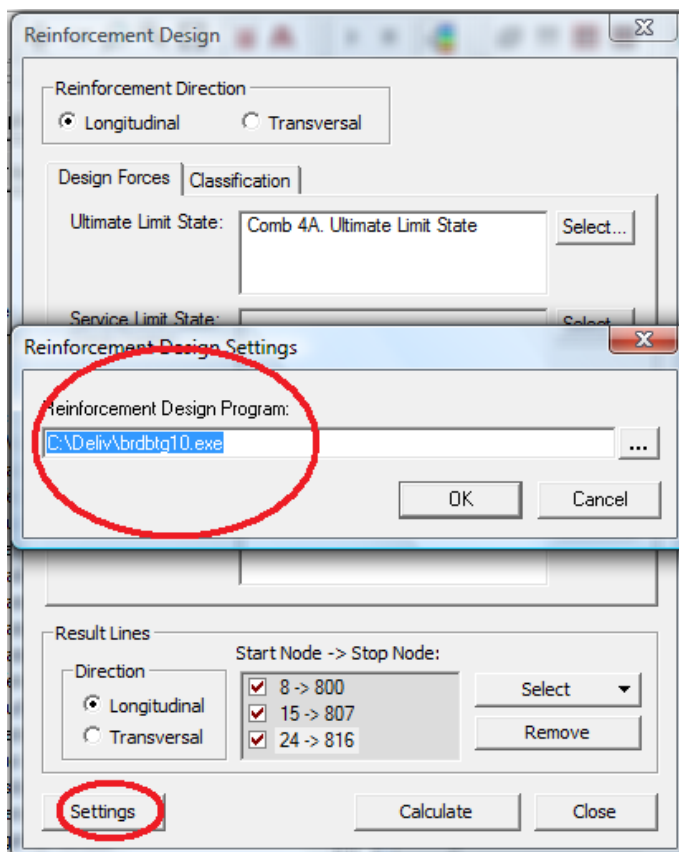 Reinforcement Design
Reinforcement Direction
Longitudinal Transversal
Design Forces Classification
Ultimate Limit State: Comb 4A. Ultimate Limit State Select...
Service Limit State: Select...
Reinforcement Design Settings
Reinforcement Design Program:
C:\Deliv\brdbtg10.exe ...
OK Cancel
Result Lines
Start Node -> Stop Node:
Direction
8 -> 800 Select
Longitudinal
15 -> 807
Transversal
24 -> 816 Remove
Settings Calculate Close